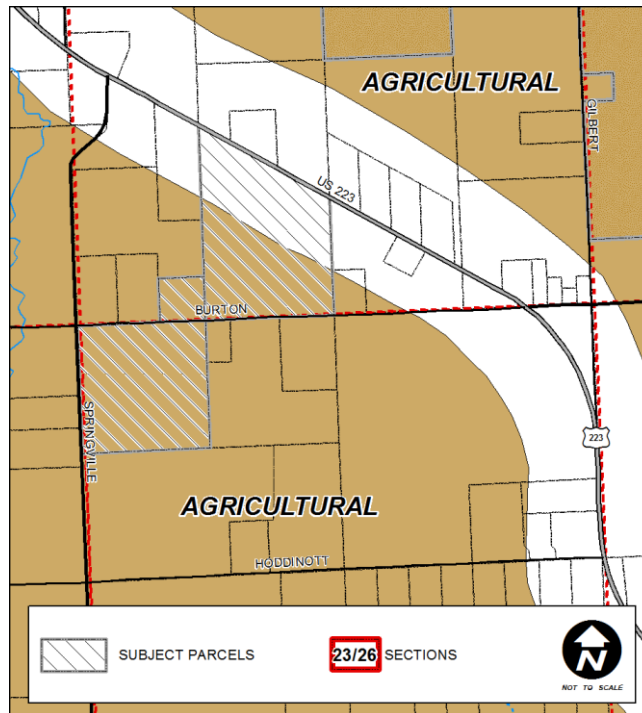 AGRICULTURAL
GILBERT
US 223
BURTON
SPRINGVILLE
223
AGRICULTURAL
HODDINOTT
SUBJECT PARCELS
23/26 SECTIONS
N
NOT TO SCALE